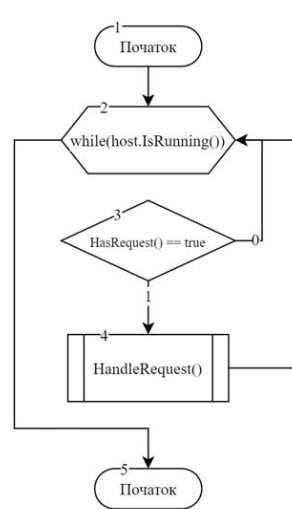 1
Початок
2
while(host.IsRunning())
3
HasRequest() == true
0
1
4
HandleRequest()
5
Початок